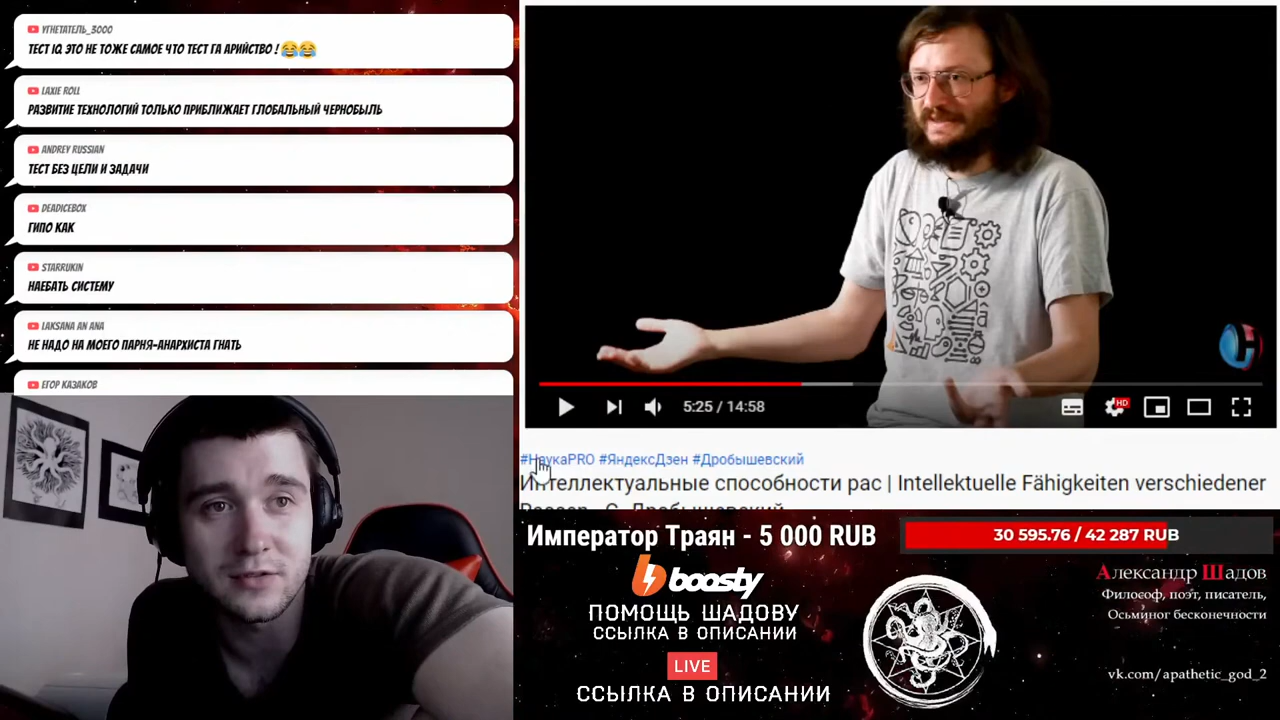 УГНЕТАТЕЛЬ_3000
ТЕСТ IQ ЭТО НЕ ТОЖЕ САМОЕ ЧТО ТЕСТ ГА АРИЙСТВО ! 😂😂
LAXIE ROLL
РАЗВИТИЕ ТЕХНОЛОГИЙ ТОЛЬКО ПРИБЛИЖАЕТ ГЛОБАЛЬНЫЙ ЧЕРНОБЫЛЬ
ANDREY RUSSIAN
ТЕСТ БЕЗ ЦЕЛИ И ЗАДАЧИ
DEADICEBOX
ГИПО КАК
STARRUKIN
НАЕБАТЬ СИСТЕМУ
LAKSANA AN ANA
НЕ НАДО НА МОЕГО ПАРНЯ-АНАРХИСТА ГНАТЬ
ЕГОР КАЗАКОВ
5:25 / 14:58
HD
#НаукаPRO #ЯндексДзен #Дробышевский
Интеллектуальные способности рас | Intellektuelle Fähigkeiten verschiedener
Rassen - С. Дробышевский
Император Траян - 5 000 RUB
30 595.76 / 42 287 RUB
boosty
ПОМОЩЬ ШАДОВУ
ССЫЛКА В ОПИСАНИИ
LIVE
ССЫЛКА В ОПИСАНИИ
Александр Шадов
Философ, поэт, писатель,
Осьминог бесконечности
vk.com/apathetic_god_2